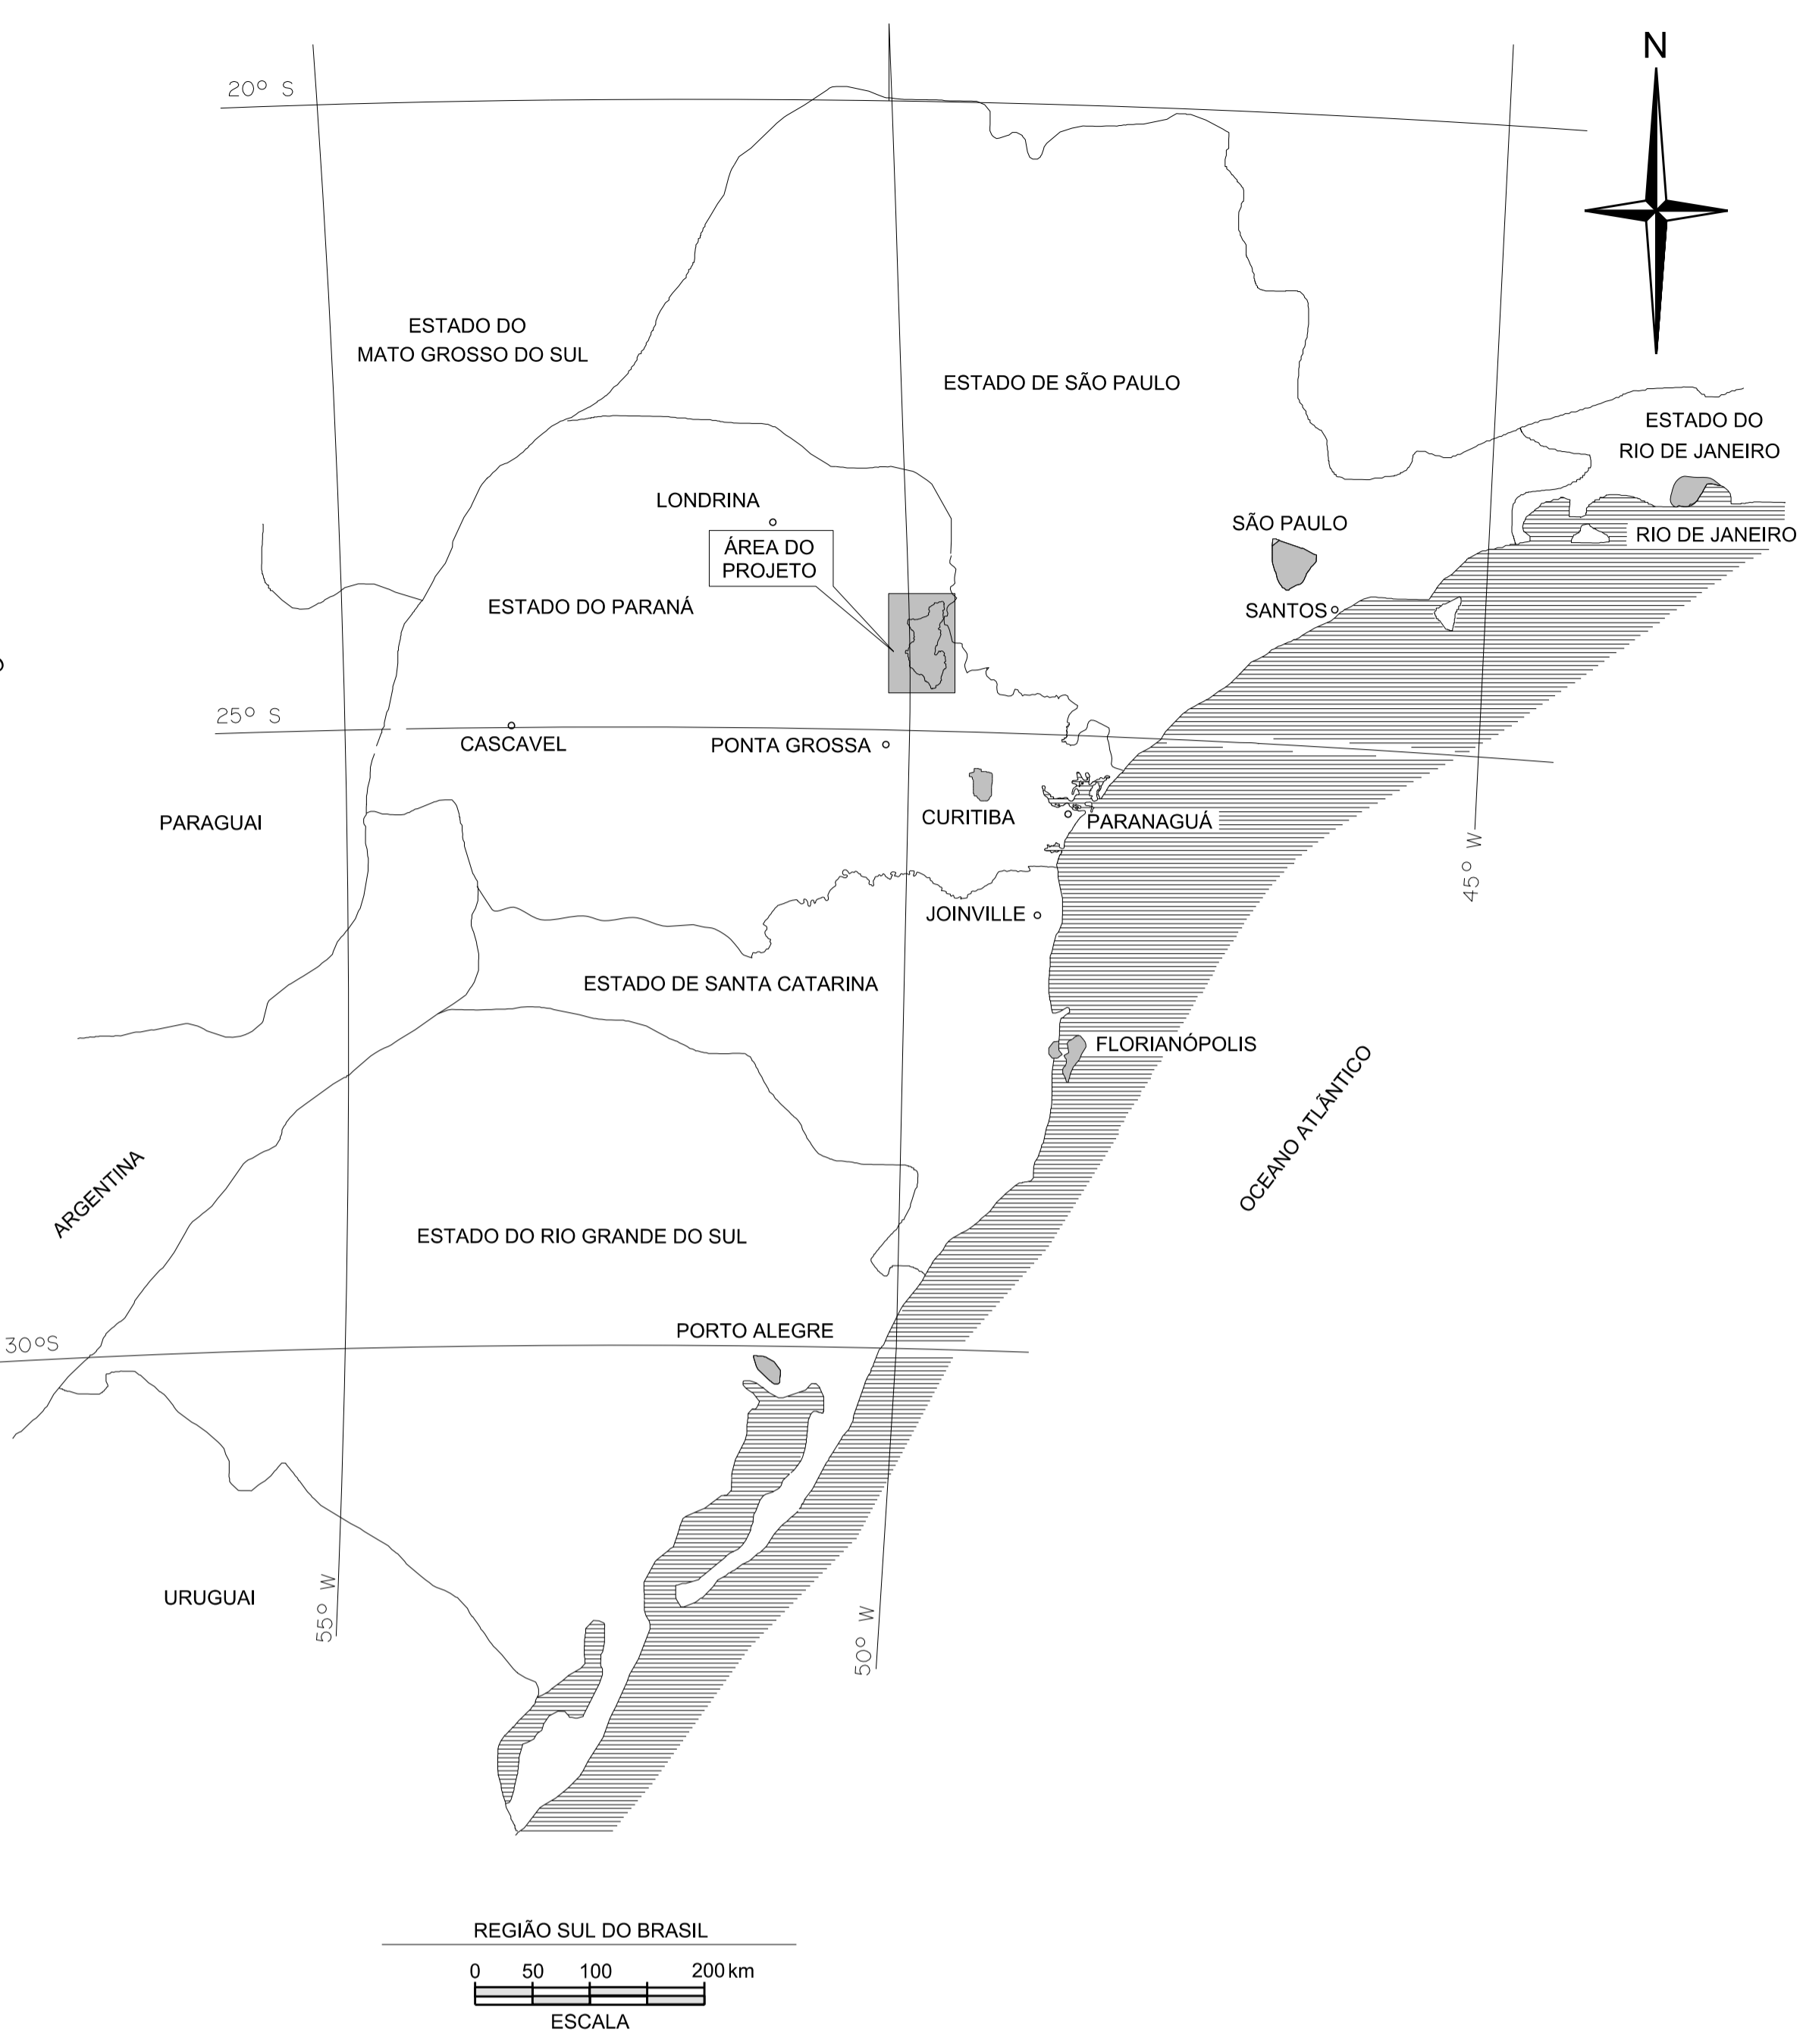 N
20° S
ESTADO DO
MATO GROSSO DO SUL
ESTADO DE SÃO PAULO
ESTADO DO
RIO DE JANEIRO
LONDRINA
SÃO PAULO
RIO DE JANEIRO
ÁREA DO
PROJETO
ESTADO DO PARANÁ
SANTOS
25° S
CASCAVEL
PONTA GROSSA
PARAGUAI
CURITIBA
PARANAGUÁ
45° W
JOINVILLE
ESTADO DE SANTA CATARINA
FLORIANÓPOLIS
OCEANO ATLÂNTICO
ARGENTINA
ESTADO DO RIO GRANDE DO SUL
PORTO ALEGRE
30°S
URUGUAI
55° W
50° W
REGIÃO SUL DO BRASIL
0 50 100 200 km
ESCALA